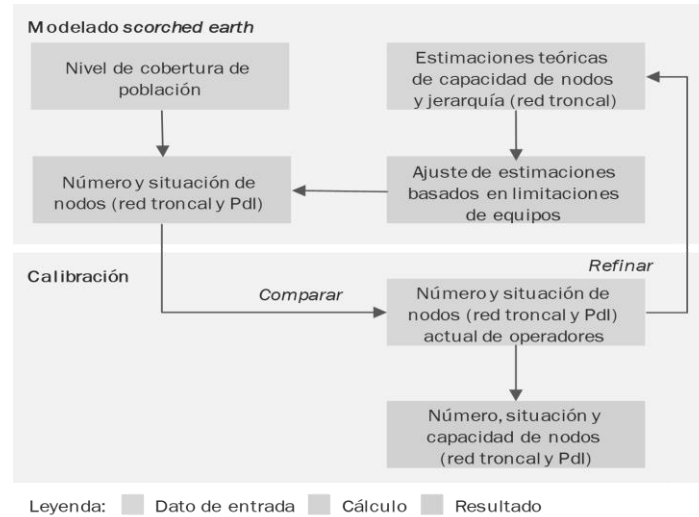 Modelado scorched earth
Nivel de cobertura de
población
Estimaciones teóricas
de capacidad de nodos
y jerarquía (red troncal)
Número y situación de
nodos (red troncal y PdI)
Ajuste de estimaciones
basados en limitaciones
de equipos
Calibración
Refinar
Comparar
Número y situación de
nodos (red troncal y PdI)
actual de operadores
Número, situación y
capacidad de nodos
(red troncal y PdI)
Leyenda: Dato de entrada Cálculo Resultado